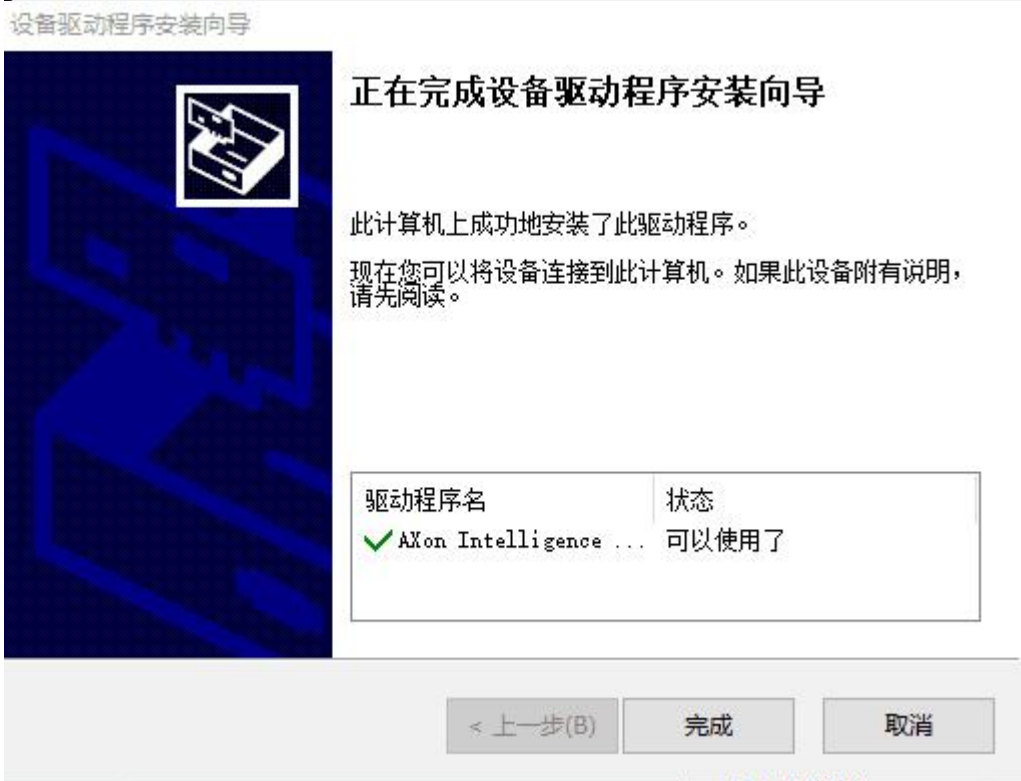 设备驱动程序安装向导
正在完成设备驱动程序安装向导
此计算机上成功地安装了此驱动程序。
现在您可以将设备连接到此计算机。如果此设备附有说明，
请先阅读。
驱动程序名 状态
AXon Intelligence ... 可以使用了
< 上一步(B) 完成 取消